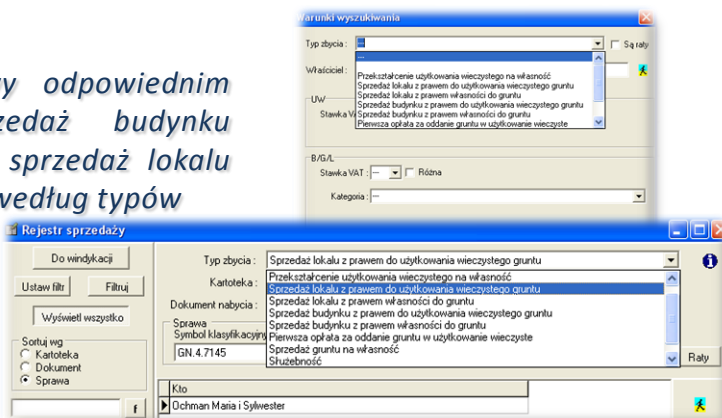 Warunki wyszukiwania
Typ zbycia : --- Są raty
---
Właściciel :
Przekształcenie użytkowania wieczystego na własność
Sprzedaż lokalu z prawem do użytkowania wieczystego gruntu
Sprzedaż lokalu z prawem własności do gruntu
UW
Sprzedaż budynku z prawem do użytkowania wieczystego gruntu
Stawka Sprzedaż budynku z prawem własności do gruntu
Pierwsza opłata za oddanie gruntu w użytkowanie wieczyste
B/G/L
Stawka VAT : --- Różna
Kategoria : ---
odpowiednim
budynku
sprzedaż lokalu
według typów
Rejestr sprzedaży
Do windykacji
Ustaw filtr Filtruj
Wyświetl wszystko
Sortuj wg
Kartoteka
Dokument
Sprawa
f
Typ zbycia : Sprzedaż lokalu z prawem do użytkowania wieczystego gruntu
Kartoteka :
Dokument nabycia :
Sprawa
Symbol klasyfikacyjny
GN.4.7145
Przekształcenie użytkowania wieczystego na własność
Sprzedaż lokalu z prawem do użytkowania wieczystego gruntu
Sprzedaż lokalu z prawem własności do gruntu
Sprzedaż budynku z prawem do użytkowania wieczystego gruntu
Sprzedaż budynku z prawem własności do gruntu
Pierwsza opłata za oddanie gruntu w użytkowanie wieczyste
Sprzedaż gruntu na własność
Służebność
Raty
Kto
Ochman Maria i Sylwester